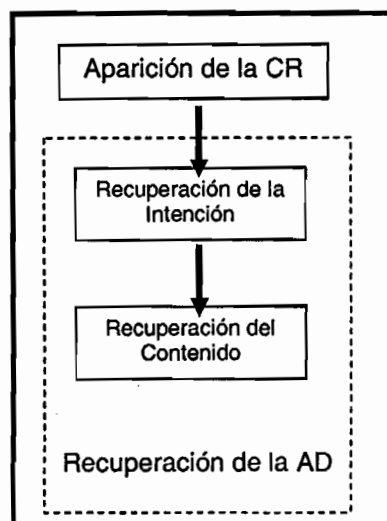 Aparición de la CR
Recuperación de la
Intención
Recuperación del
Contenido
Recuperación de la AD